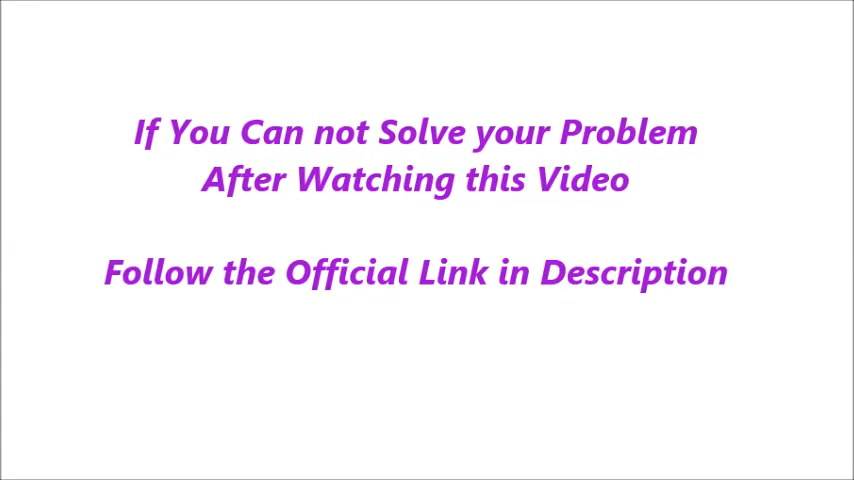 If You Can not Solve your Problem
After Watching this Video
Follow the Official Link in Description